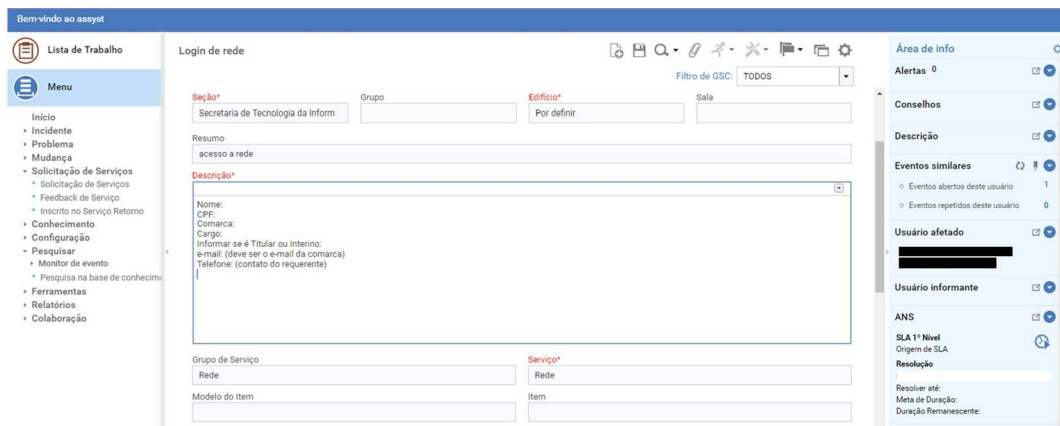 Bem-vindo ao assyst
Lista de Trabalho
Menu
Início
Incidente
Problema
Mudança
Solicitação de Serviços
Solicitação de Serviços
Feedback de Serviço
Inscrito no Serviço Retorno
Conhecimento
Configuração
Pesquisar
Monitor de evento
Pesquisa na base de conhecim
Ferramentas
Relatórios
Colaboração
Login de rede
Filtro de GSC: TODOS
Seção* Grupo Edifício* Sala
Secretaria de Tecnologia da Inform Por definir
Resumo
acesso a rede
Descrição*
Nome:
CPF:
Comarca:
Cargo:
Informar se é Titular ou Interino:
e-mail: (deve ser o e-mail da comarca)
Telefone: (contato do requerente)
Grupo de Serviço Serviço*
Rede Rede
Modelo do Item Item
Área de info
Alertas 0
Conselhos
Descrição
Eventos similares
Eventos abertos deste usuário 1
Eventos repetidos deste usuário 0
Usuário afetado
Usuário informante
ANS
SLA 1º Nível
Origem de SLA
Resolução
Resolver até:
Meta de Duração:
Duração Remanescente: